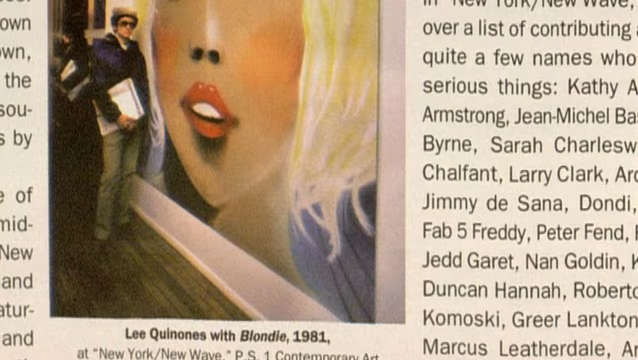 own
own,
the
sou-
s by
e of
mid-
New
and
atur-
and
Lee Quinones with Blondie, 1981,
at "New York/New Wave," P.S. 1 Contemporary Art
in "New York/New Wave,"
over a list of contributing
quite a few names who
serious things: Kathy A
Armstrong, Jean-Michel Ba
Byrne, Sarah Charlesw
Chalfant, Larry Clark, Ar
Jimmy de Sana, Dondi,
Fab 5 Freddy, Peter Fend,
Jedd Garet, Nan Goldin, K
Duncan Hannah, Roberto
Komoski, Greer Lankton
Marcus Leatherdale, A